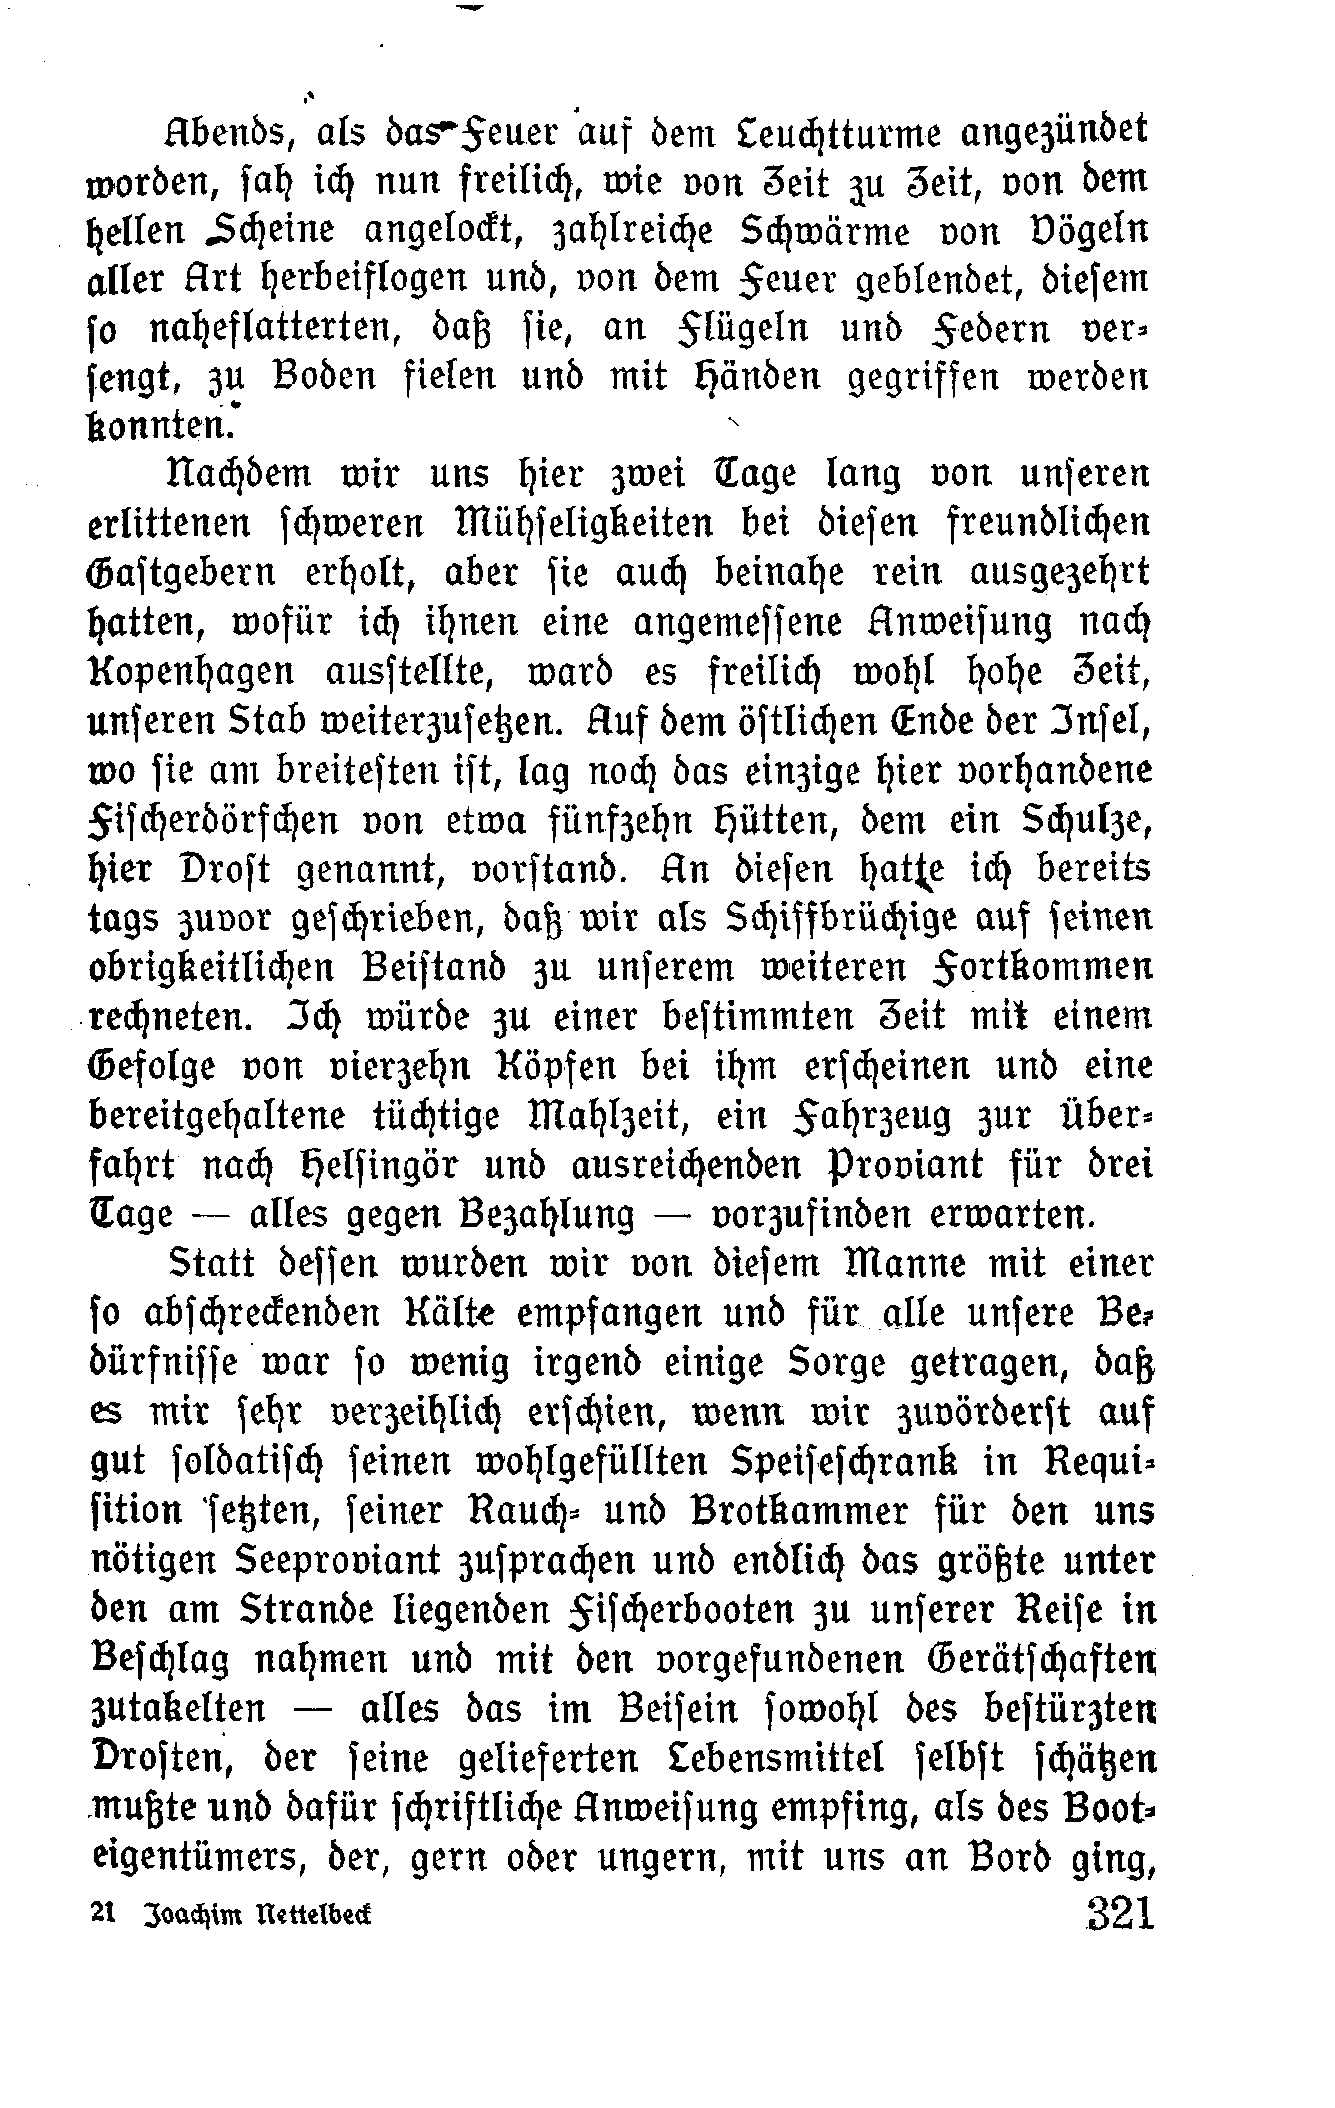 Abends, als das Feuer auf dem Leuchtturme angezündet
worden, sah ich nun freilich, wie von Zeit zu Zeit, von dem
hellen Scheine angelockt, zahlreiche Schwärme von Vögeln
aller Art herbeiflogen und, von dem Feuer geblendet, diesem
so naheflatterten, daß sie, an Flügeln und Federn ver-
sengt, zu Boden fielen und mit Händen gegriffen werden
konnten.
Nachdem wir uns hier zwei Tage lang von unseren
erlittenen schweren Mühseligkeiten bei diesen freundlichen
Gastgebern erholt, aber sie auch beinahe rein ausgezehrt
hatten, wofür ich ihnen eine angemessene Anweisung nach
Kopenhagen ausstellte, ward es freilich wohl hohe Zeit,
unseren Stab weiterzusetzen. Auf dem östlichen Ende der Insel,
wo sie am breitesten ist, lag noch das einzige hier vorhandene
Fischerdörfchen von etwa fünfzehn Hütten, dem ein Schulze,
hier Drost genannt, vorstand. An diesen hatte ich bereits
tags zuvor geschrieben, daß wir als Schiffbrüchige auf seinen
obrigkeitlichen Beistand zu unserem weiteren Fortkommen
rechneten. Ich würde zu einer bestimmten Zeit mit einem
Gefolge von vierzehn Köpfen bei ihm erscheinen und eine
bereitgehaltene tüchtige Mahlzeit, ein Fahrzeug zur Über-
fahrt nach Helsingör und ausreichenden Proviant für drei
Tage — alles gegen Bezahlung — vorzufinden erwarten.
Statt dessen wurden wir von diesem Manne mit einer
so abschreckenden Kälte empfangen und für alle unsere Be-
dürfnisse war so wenig irgend einige Sorge getragen, daß
es mir sehr verzeihlich erschien, wenn wir zuvörderst auf
gut soldatisch seinen wohlgefüllten Speiseschrank in Requi-
sition setzten, seiner Rauch- und Brotkammer für den uns
nötigen Seeproviant zusprachen und endlich das größte unter
den am Strande liegenden Fischerbooten zu unserer Reise in
Beschlag nahmen und mit den vorgefundenen Gerätschaften
zutakelten — alles das im Beisein sowohl des bestürzten
Drosten, der seine gelieferten Lebensmittel selbst schätzen
mußte und dafür schriftliche Anweisung empfing, als des Boot-
eigentümers, der, gern oder ungern, mit uns an Bord ging,
21 Joachim Nettelbeck 321